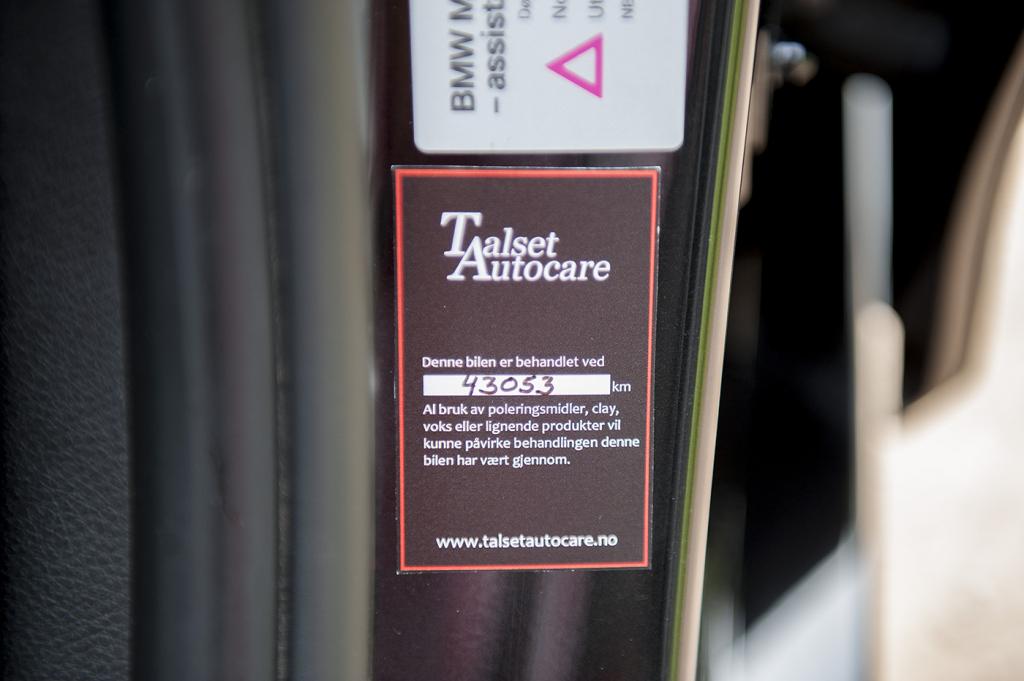 BMW
– assist
Talset
Autocare
Denne bilen er behandlet ved
43053 km
Al bruk av poleringsmidler, clay,
voks eller lignende produkter vil
kunne påvirke behandlingen denne
bilen har vært gjennom.
www.talsetautocare.no